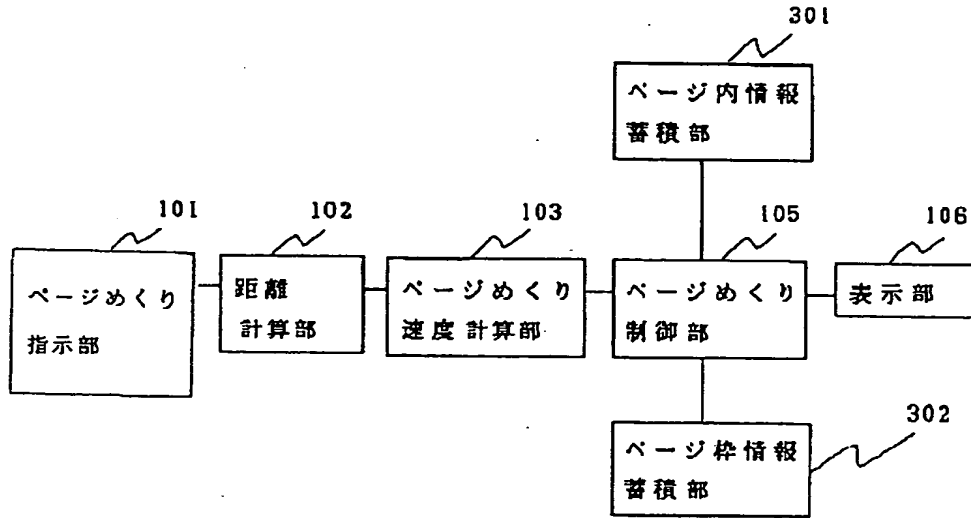 301
ページ内情報
蓄積部
101
102
103
105
106
ページめくり
指示部
距離
計算部
ページめくり
速度計算部
ページめくり
制御部
表示部
302
ページ枠情報
蓄積部